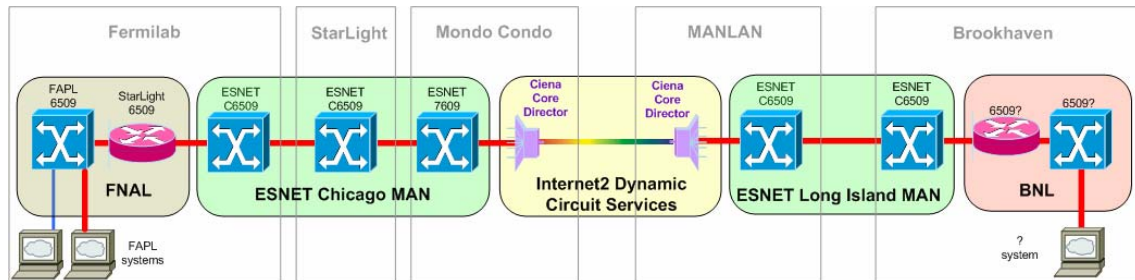 Fermilab
StarLight
Mondo Condo
MANLAN
Brookhaven
FAPL
6509
StarLight
6509
FNAL
ESNET
C6509
ESNET
C6509
ESNET
7609
ESNET Chicago MAN
Ciena
Core
Director
Ciena
Core
Director
Internet2 Dynamic
Circuit Services
ESNET
C6509
ESNET
C6509
ESNET Long Island MAN
6509?
6509?
BNL
FAPL
systems
?
system